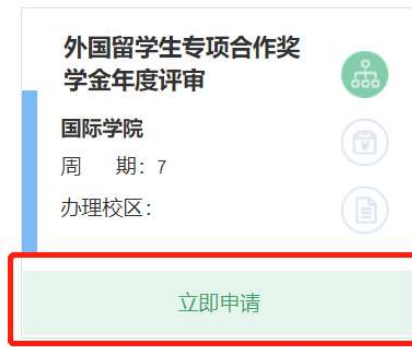 外国留学生专项合作奖
学金年度评审
国际学院
周 期：7
办理校区：
立即申请